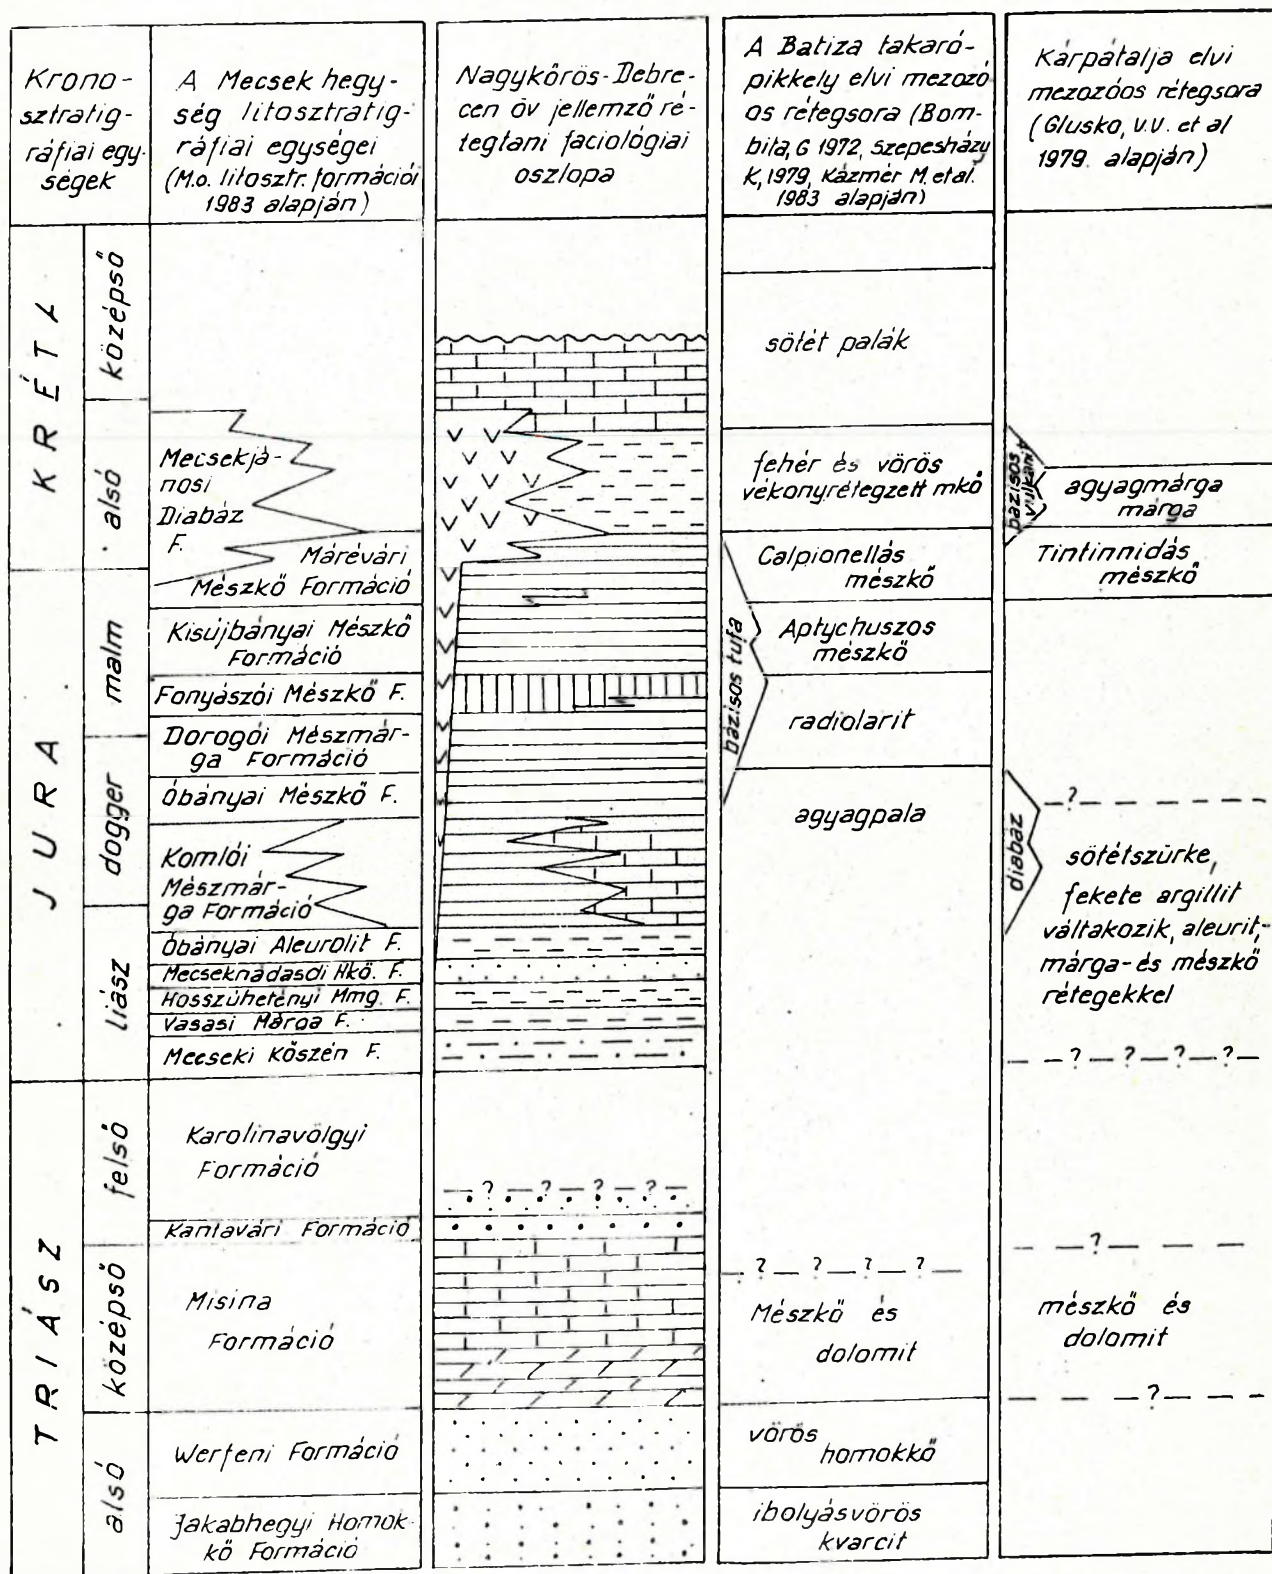 Krono-
sztratig-
ráfiai egy-
ségek
A Mecsek hegy-
ség litosztratig-
ráfiai egységei
(M.o. litosztr. formációi
1983 alapján)
Nagykőrös-Debre-
cen öv jellemző ré-
tegtani faciológiai
oszlopa
A Batiza takaró-
pikkely elvi mezozó
os rétegsora (Bom-
bita, G 1972, Szepesházy
K, 1979, Kázmér M. et al.
1983 alapján)
Kárpátalja elvi
mezozóos rétegsora
(Glusko, V.V. et al
1979. alapján)
KRÉTA
középső
alsó
JURA
malm
dogger
liász
TRIÁSZ
felső
középső
alsó
Mecsekjá-
nosi
Diabáz
F.
Márévári
Mészkő Formáció
Kisújbányai Mészkő
Formáció
Fonyászói Mészkő F.
Dorogói Mészmár-
ga Formáció
Óbányai Mészkő F.
Komlói
Mészmár-
ga Formáció
Óbányai Aleurolit F.
Mecseknádasdi Hkő. F.
Hosszúhetényi Mmg. F.
Vasasi Márga F.
Mecseki Kőszén F.
Karolinavölgyi
Formáció
Kantavári Formáció
Misina
Formáció
Werfeni Formáció
Jakabhegyi Homok-
kő Formáció
— ? — ? — ? — ? —
sötét palák
fehér és vörös
vékonyrétegzett mkő
Calpionellás
mészkő
Aptychuszos
mészkő
radiolarit
bázisos tufa
agyagpala
— ? — ? — ? — ? —
Mészkő és
dolomit
vörös
homokkő
ibolyásvörös
kvarcit
bázisos
agyagmárga
márga
Tintinnidás
mészkő
diabáz
— ? — — — —
sötétszürke,
fekete argillit
váltakozik, aleurit,-
márga- és mészkő
rétegekkel
— — ? — ? — ? — ? —
— — ? — — —
mészkő és
dolomit
— — — ? — — —